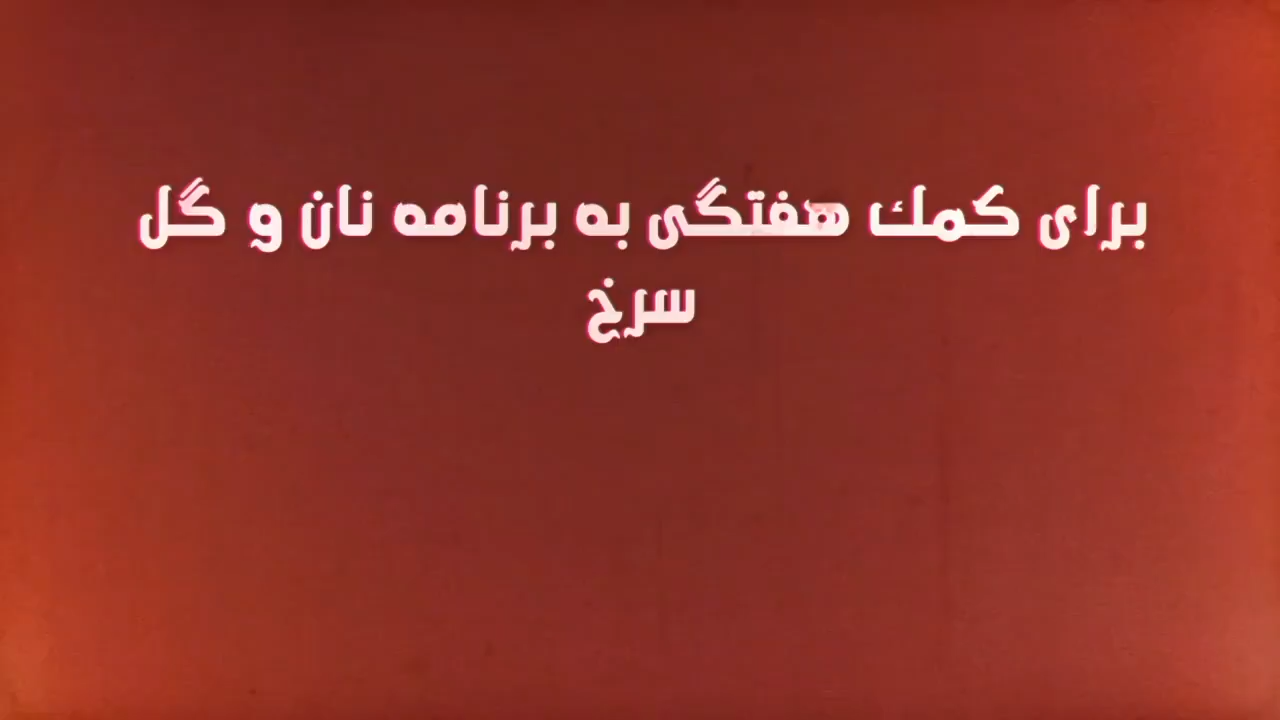 برای کمک هفتگی به برنامه نان و گل
سرخ